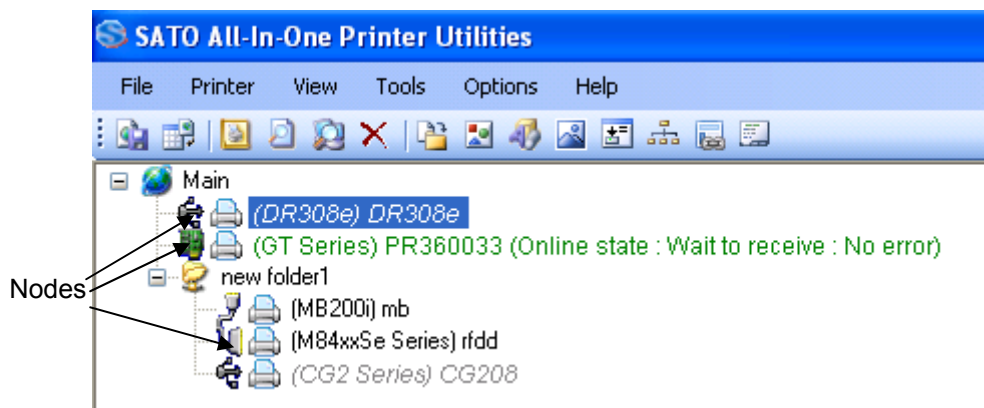 SATO All-In-One Printer Utilities
File Printer View Tools Options Help
Main
(DR308e) DR308e
(GT Series) PR360033 (Online state : Wait to receive : No error)
Nodes
new folder1
(MB200i) mb
(M84xxSe Series) rfdd
(CG2 Series) CG208